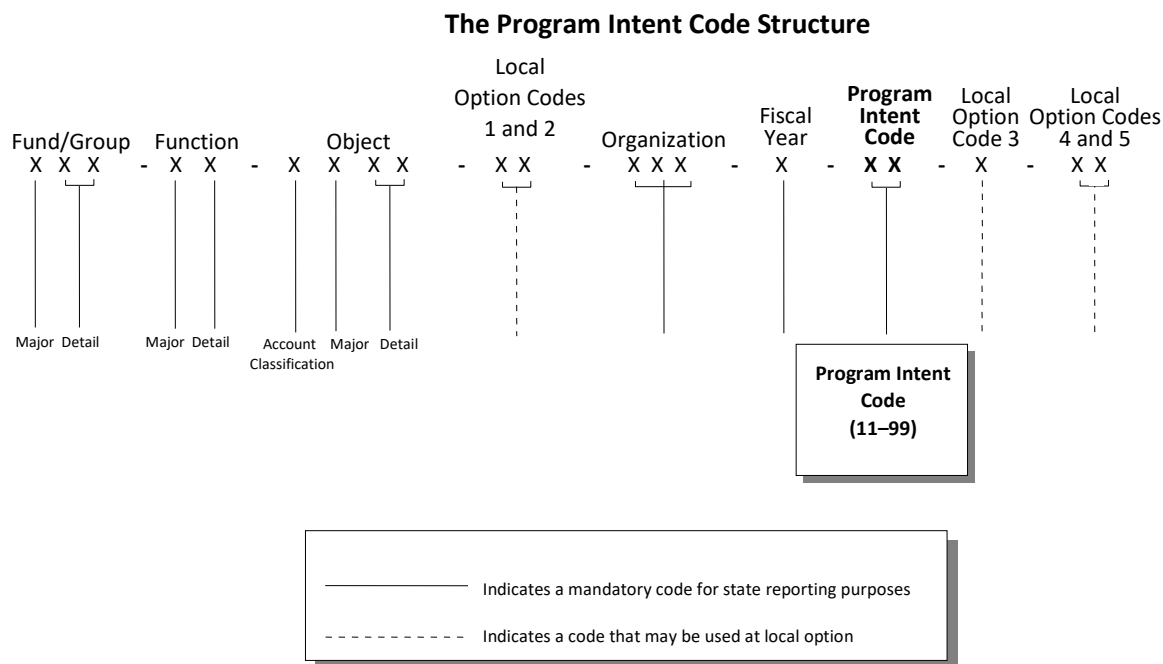 The Program Intent Code Structure
Local
Option Codes
1 and 2
Fund/Group
Function
Object
Organization
Fiscal
Year
Program
Intent
Code
Local
Option
Code 3
Local
Option Codes
4 and 5
X X X - X X - X X X X - X X - X X X - X - X X - X - X X
Major Detail
Major Detail
Account
Classification
Major Detail
Program Intent
Code
(11–99)
Indicates a mandatory code for state reporting purposes
Indicates a code that may be used at local option